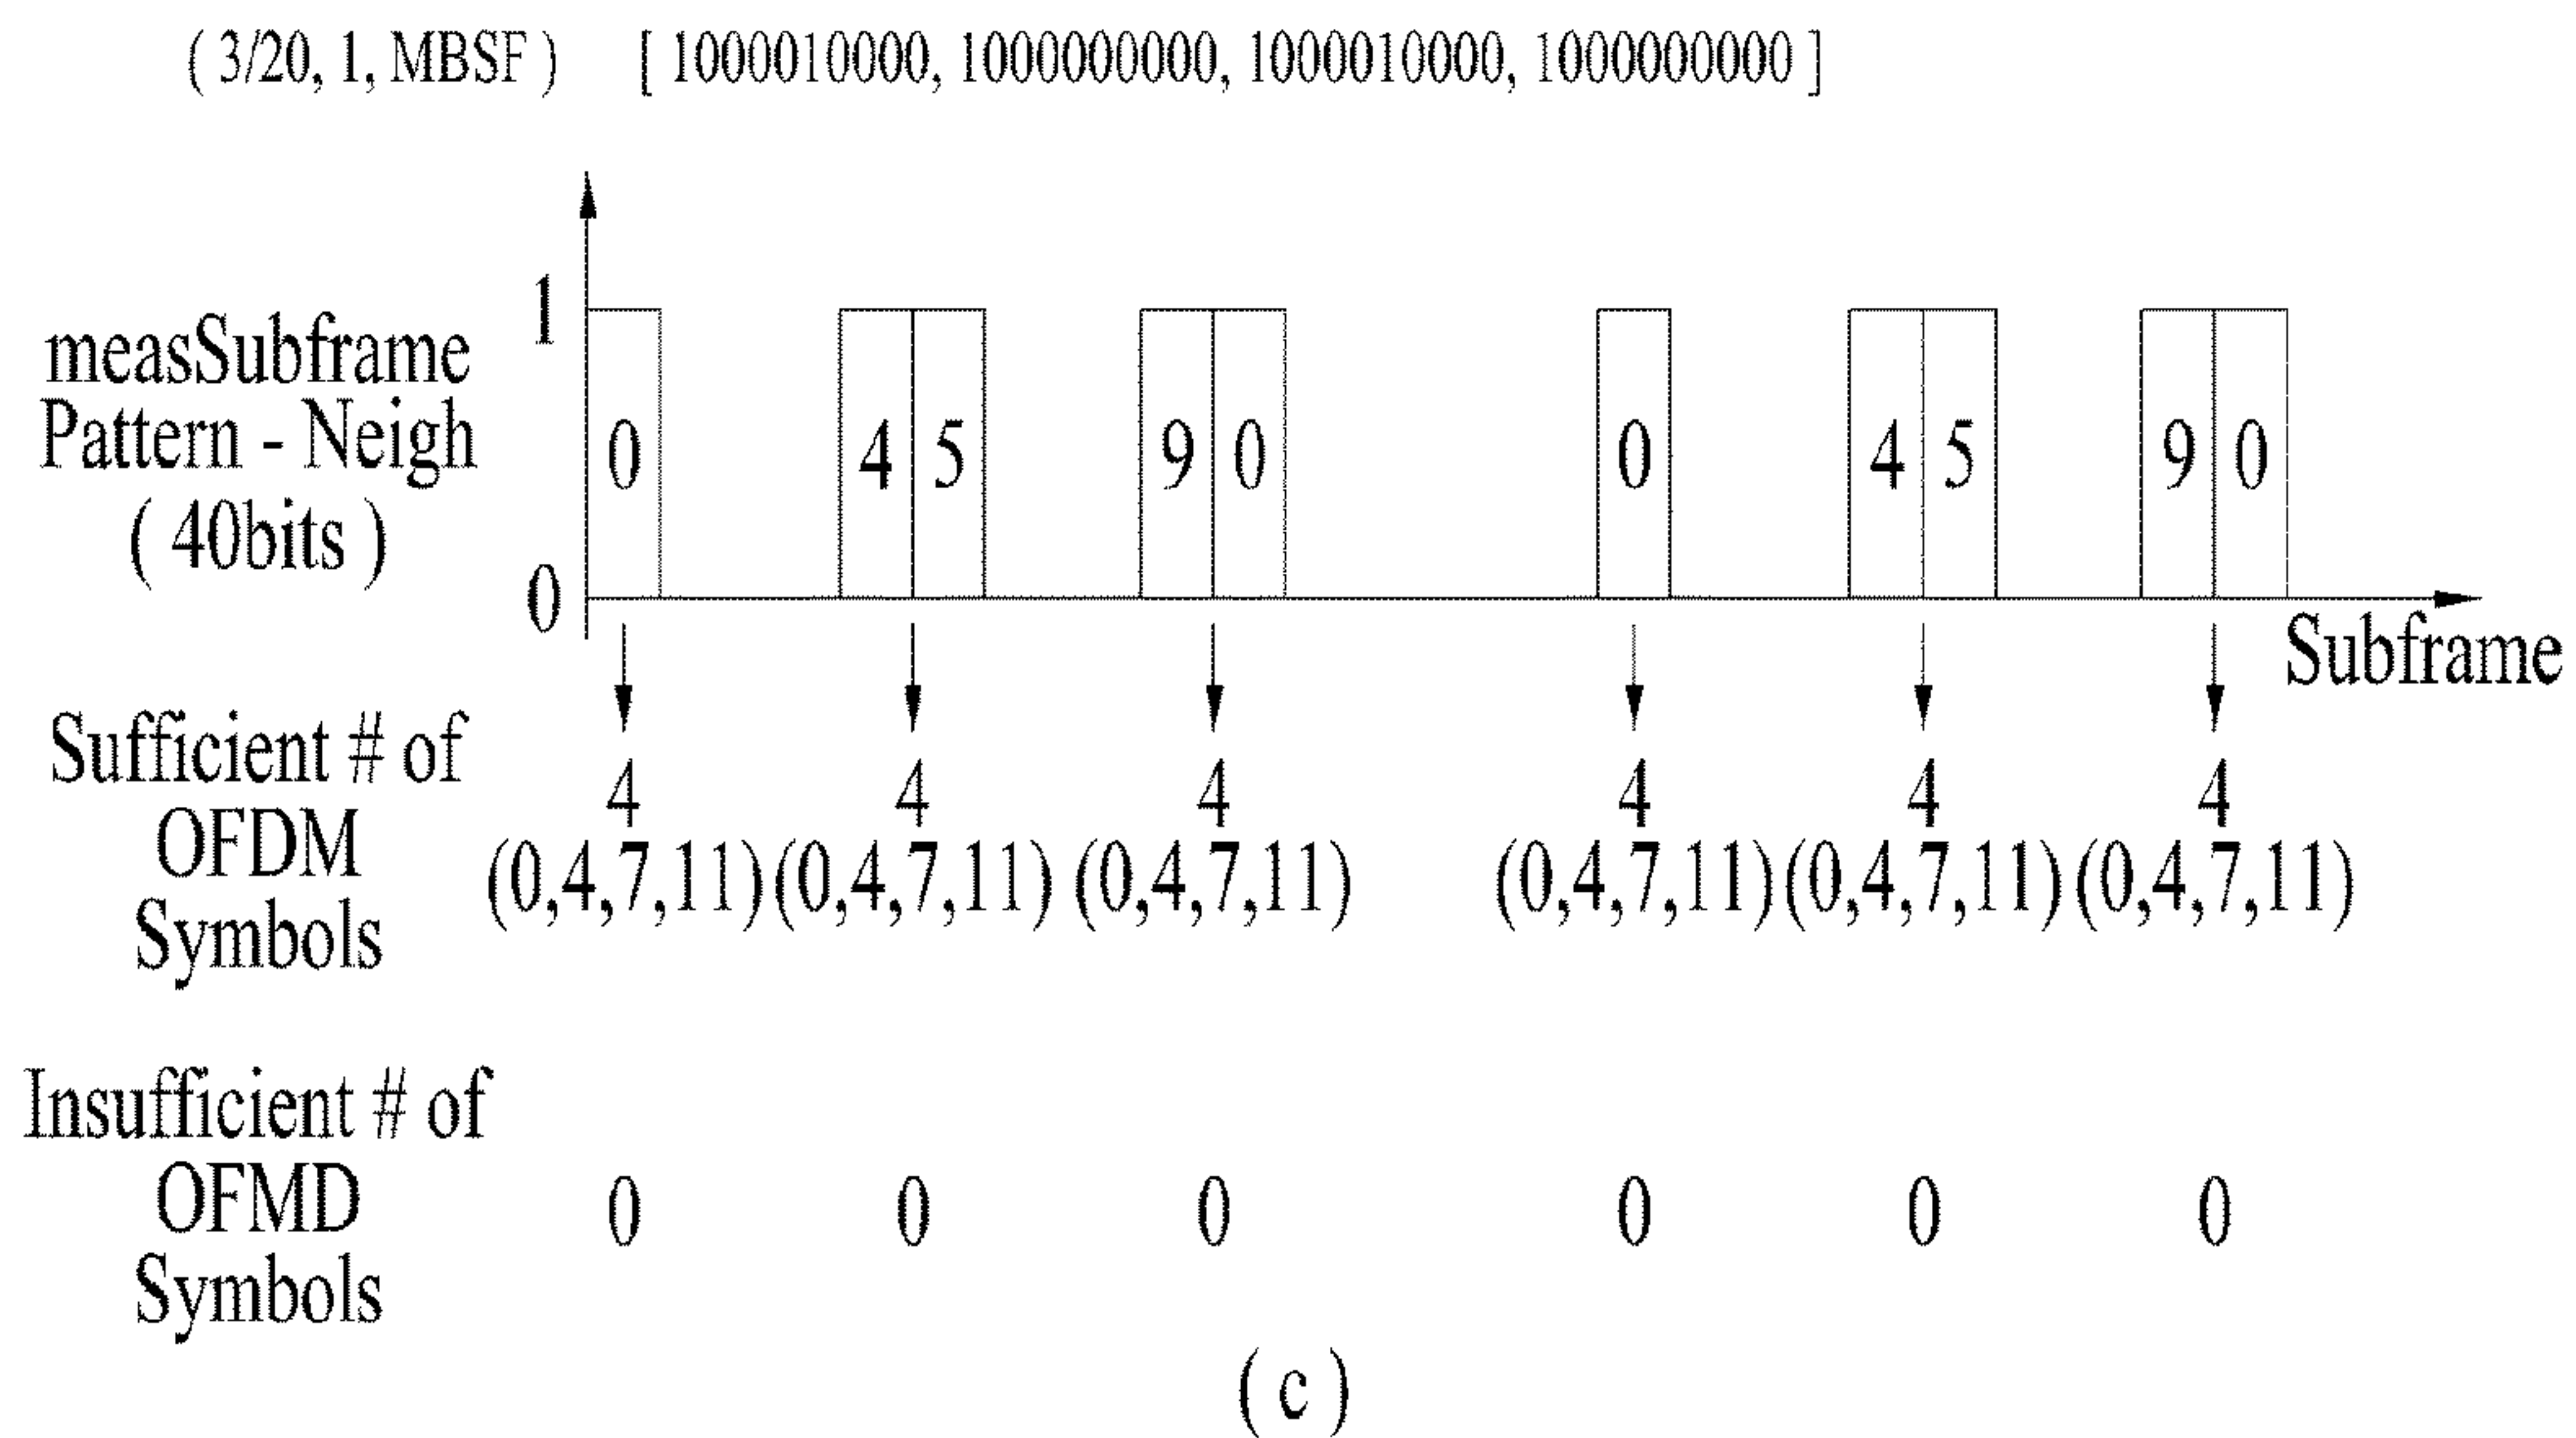 ( 3/20, 1, MBSF ) [ 1000010000, 1000000000, 1000010000, 1000000000 ]
1
measSubframe
Pattern - Neigh
( 40bits )
0
0 4 5 9 0 0 4 5 9 0
Subframe
Sufficient # of
OFDM
Symbols
4 4 4 4 4 4
(0,4,7,11) (0,4,7,11) (0,4,7,11) (0,4,7,11) (0,4,7,11) (0,4,7,11)
Insufficient # of
OFMD
Symbols
0 0 0 0 0 0
( c )